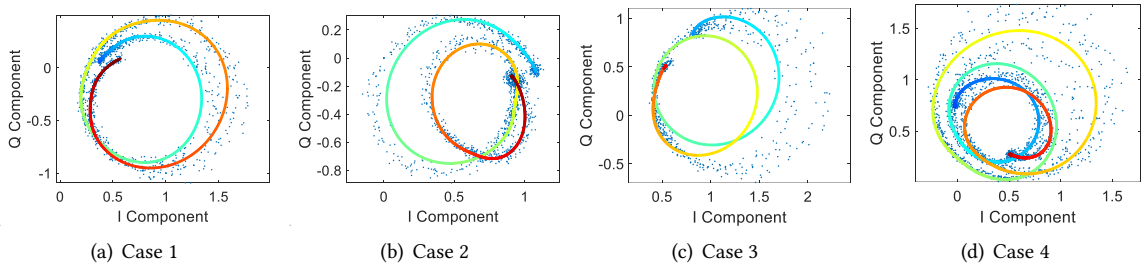 0
-0.5
-1
0 0.5 1 1.5
Q Component
I Component
(a) Case 1
0.2
0
-0.2
-0.4
-0.6
-0.8
0 0.5 1
Q Component
I Component
(b) Case 2
1
0.5
0
-0.5
0.5 1 1.5 2
Q Component
I Component
(c) Case 3
1.5
1
0.5
0 0.5 1 1.5
Q Component
I Component
(d) Case 4